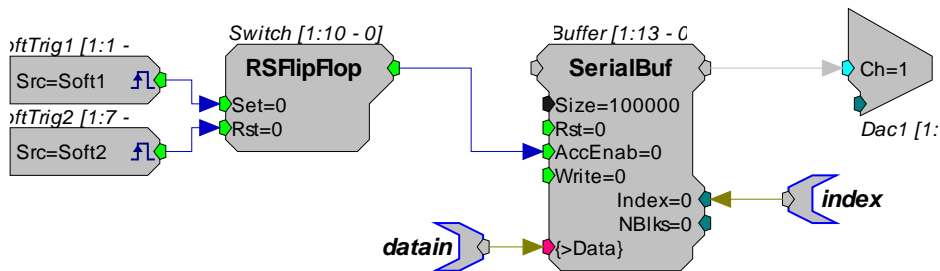 oftTrig1 [1:1 -
Src=Soft1
oftTrig2 [1:7 -
Src=Soft2
Switch [1:10 - 0]
RSFlipFlop
Set=0
Rst=0
Buffer [1:13 - 0
SerialBuf
Size=100000
Rst=0
AccEnab=0
Write=0
Index=0
NBlks=0
{>Data}
datain
index
Ch=1
Dac1 [1: